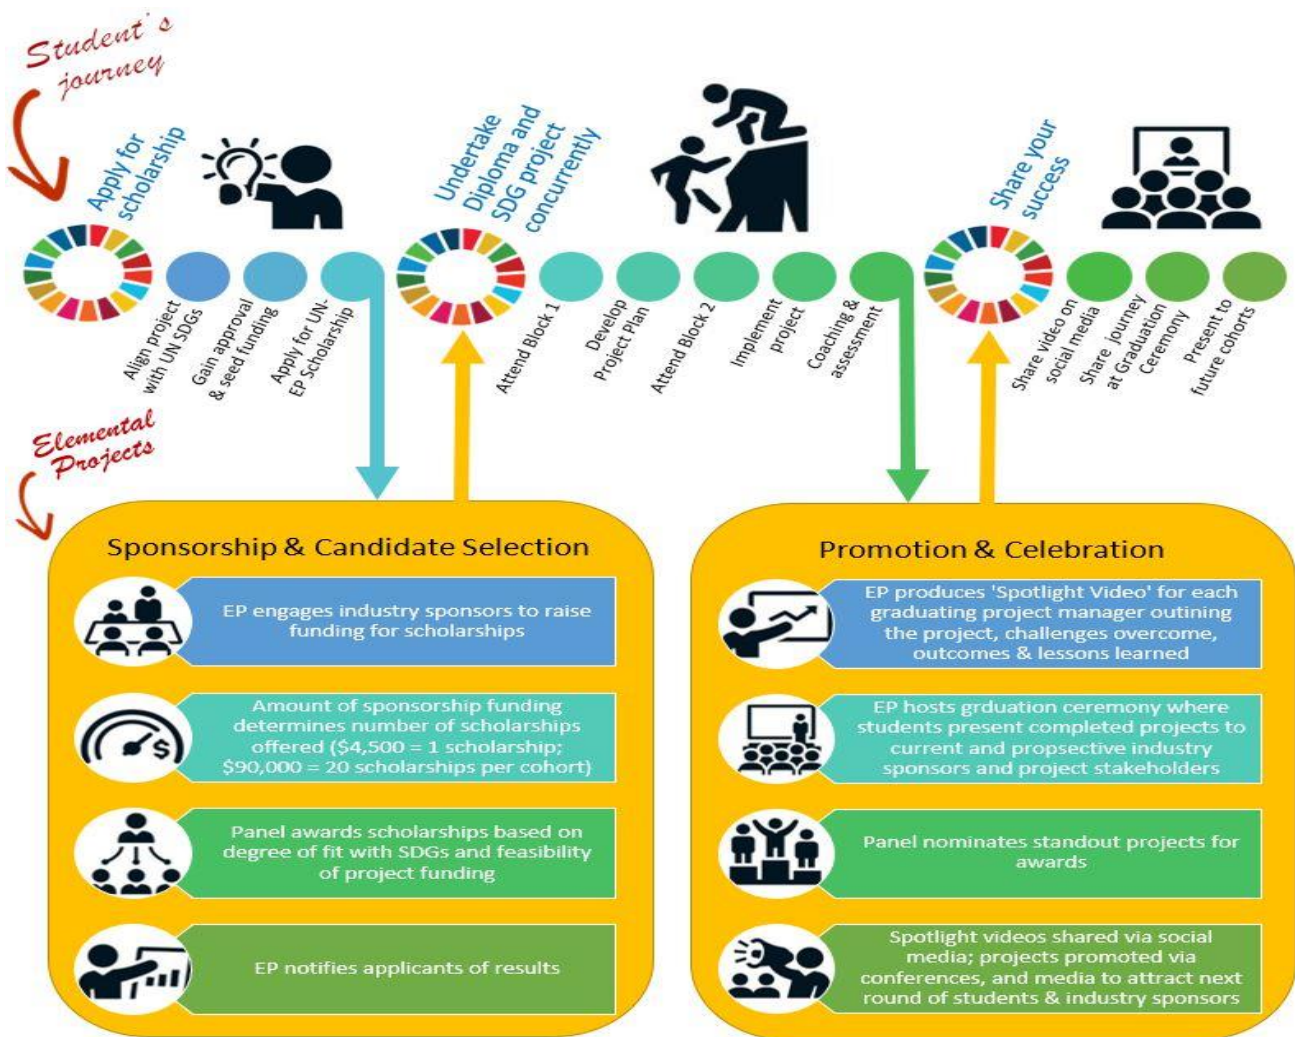 Student's
journey
Apply for
scholarship
Align project
with UN SDGs
Gain approval
& seed funding
Apply for UN-
EP Scholarship
Undertake
Diploma and
SDG project
concurrently
Attend Block 1
Develop
Project Plan
Attend Block 2
Implement
project
Coaching &
assessment
Share your
success
Share video on
social media
Share journey
at Graduation
Ceremony
Present to
future cohorts
Elemental
Projects
Sponsorship & Candidate Selection
EP engages industry sponsors to raise
funding for scholarships
Amount of sponsorship funding
determines number of scholarships
offered ($4,500 = 1 scholarship;
$90,000 = 20 scholarships per cohort)
$
Panel awards scholarships based on
degree of fit with SDGs and feasibility
of project funding
EP notifies applicants of results
Promotion & Celebration
EP produces 'Spotlight Video' for each
graduating project manager outining
the project, challenges overcome,
outcomes & lessons learned
EP hosts grduation ceremony where
students present completed projects to
current and propsective industry
sponsors and project stakeholders
Panel nominates standout projects for
awards
Spotlight videos shared via social
media; projects promoted via
conferences, and media to attract next
round of students & industry sponsors